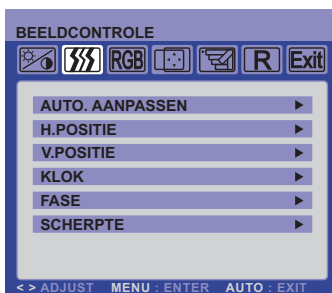 BEELDCONTROLE
RGB R Exit
AUTO. AANPASSEN
H.POSITIE
V.POSITIE
KLOK
FASE
SCHERPTE
< > ADJUST MENU : ENTER AUTO : EXIT